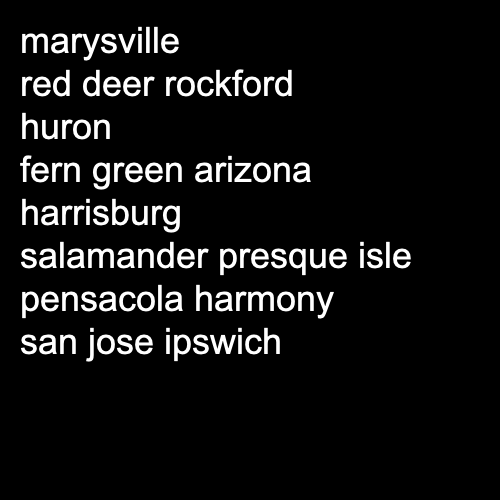 marysville
red deer rockford
huron
fern green arizona
harrisburg
salamander presque isle
pensacola harmony
san jose ipswich